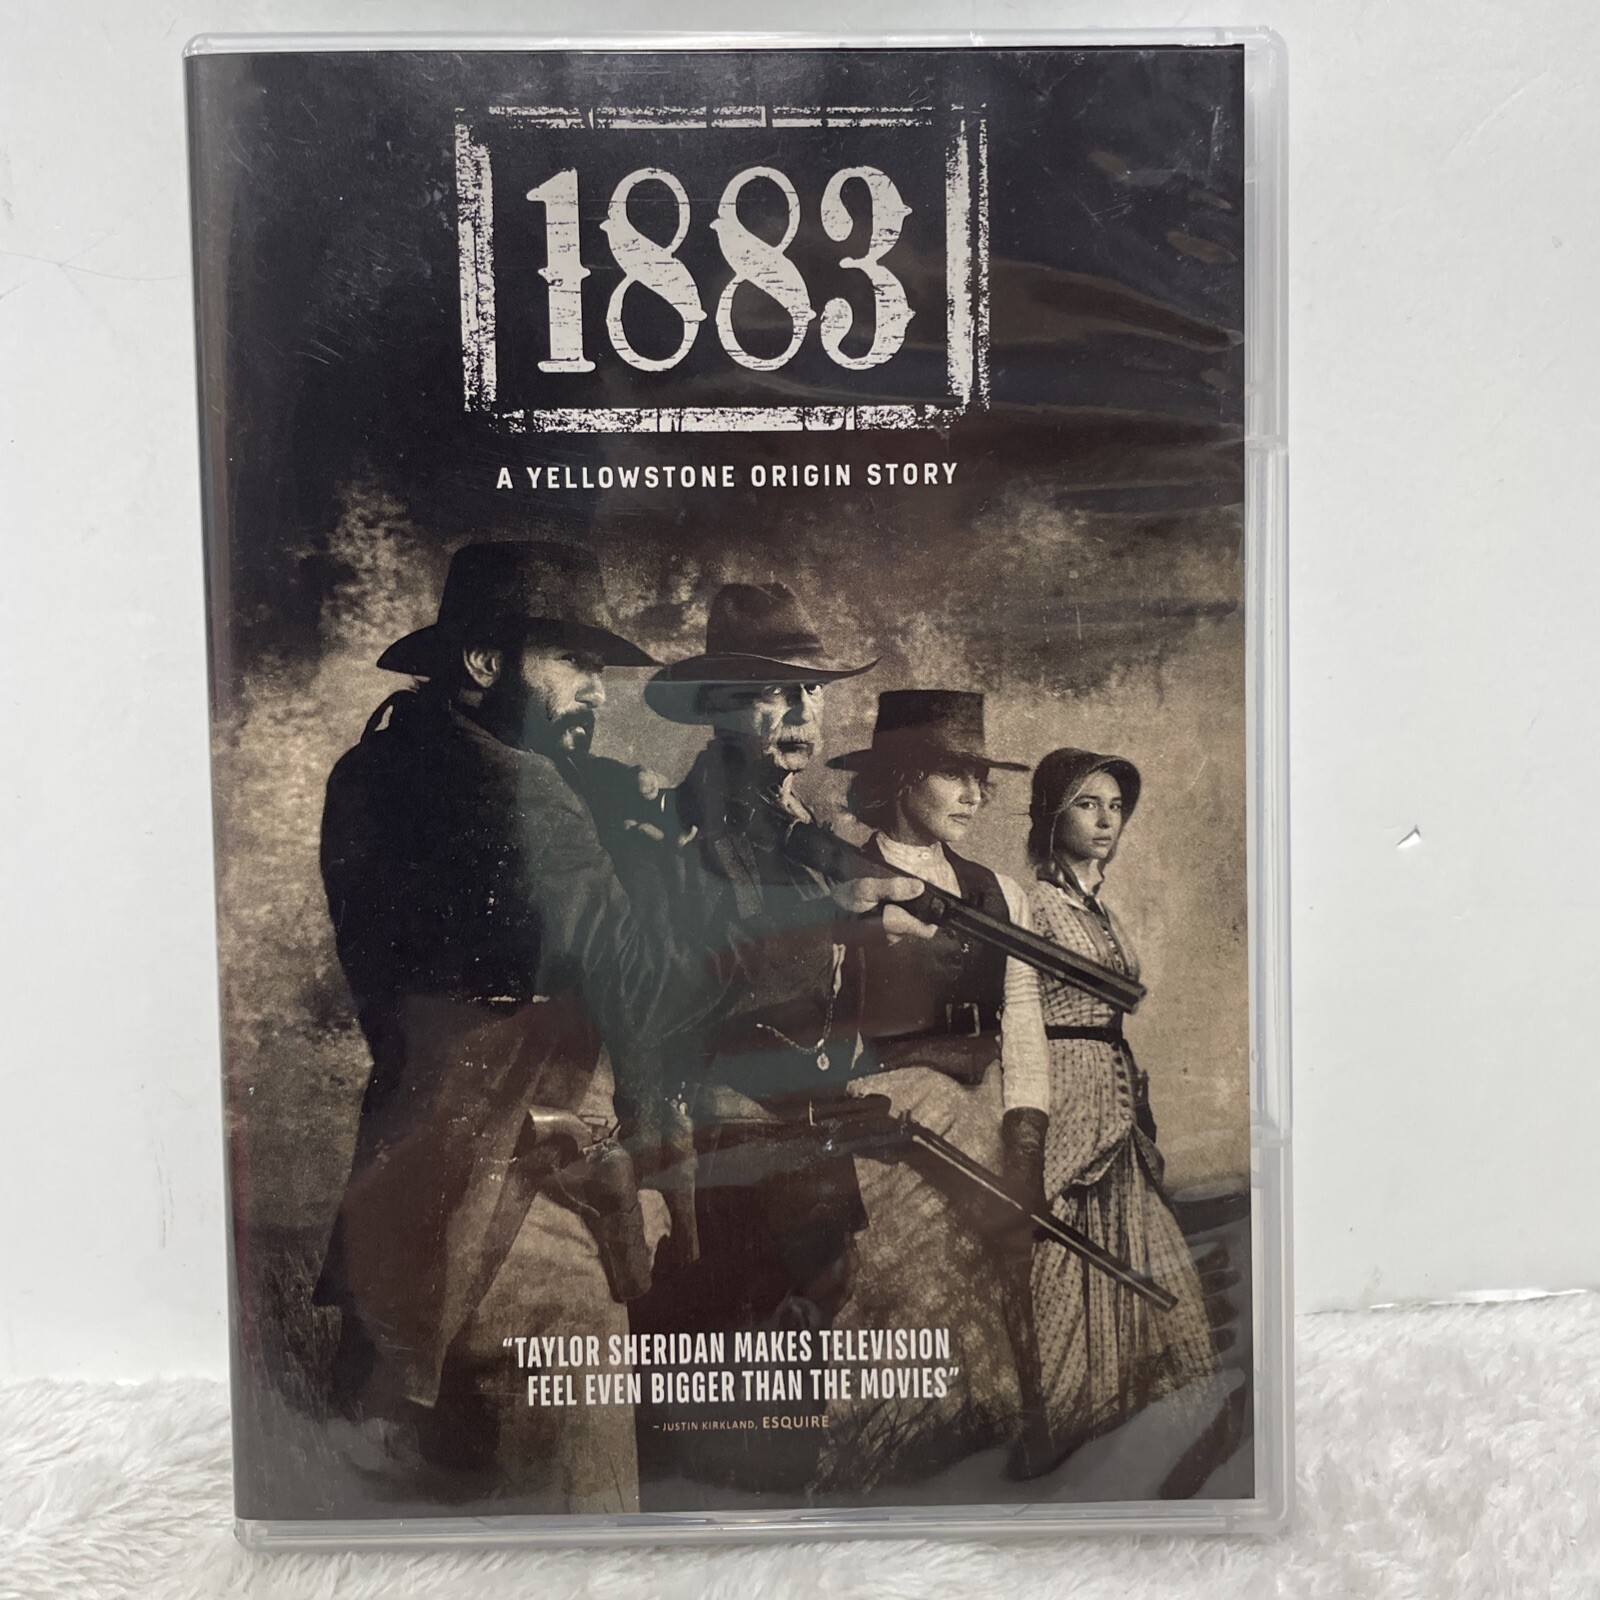 1883
A YELLOWSTONE ORIGIN STORY
“TAYLOR SHERIDAN MAKES TELEVISION
FEEL EVEN BIGGER THAN THE MOVIES”
– JUSTIN KIRKLAND, ESQUIRE